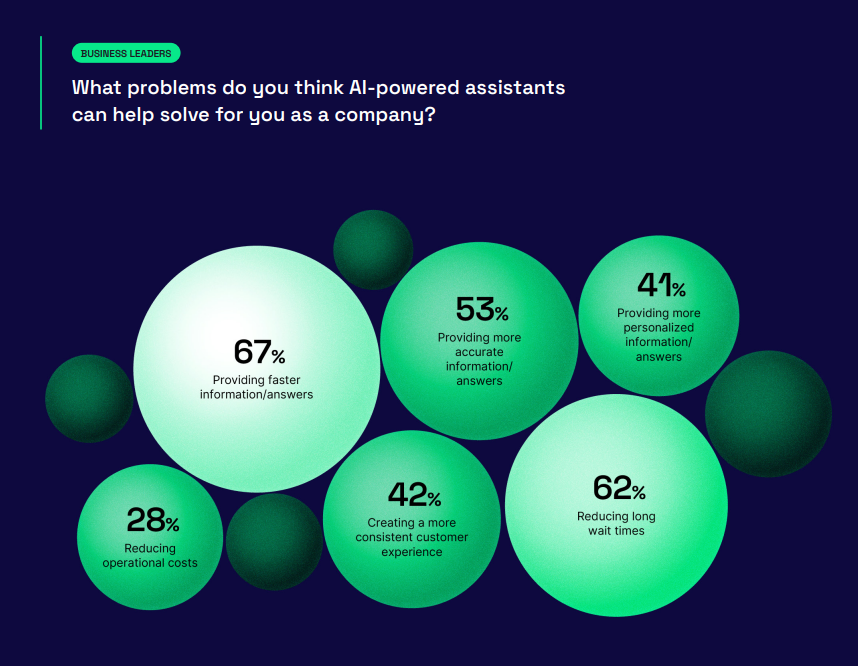 BUSINESS LEADERS
What problems do you think AI-powered assistants
can help solve for you as a company?
67%
Providing faster
information/answers
53%
Providing more
accurate
information/
answers
41%
Providing more
personalized
information/
answers
28%
Reducing
operational costs
42%
Creating a more
consistent customer
experience
62%
Reducing long
wait times